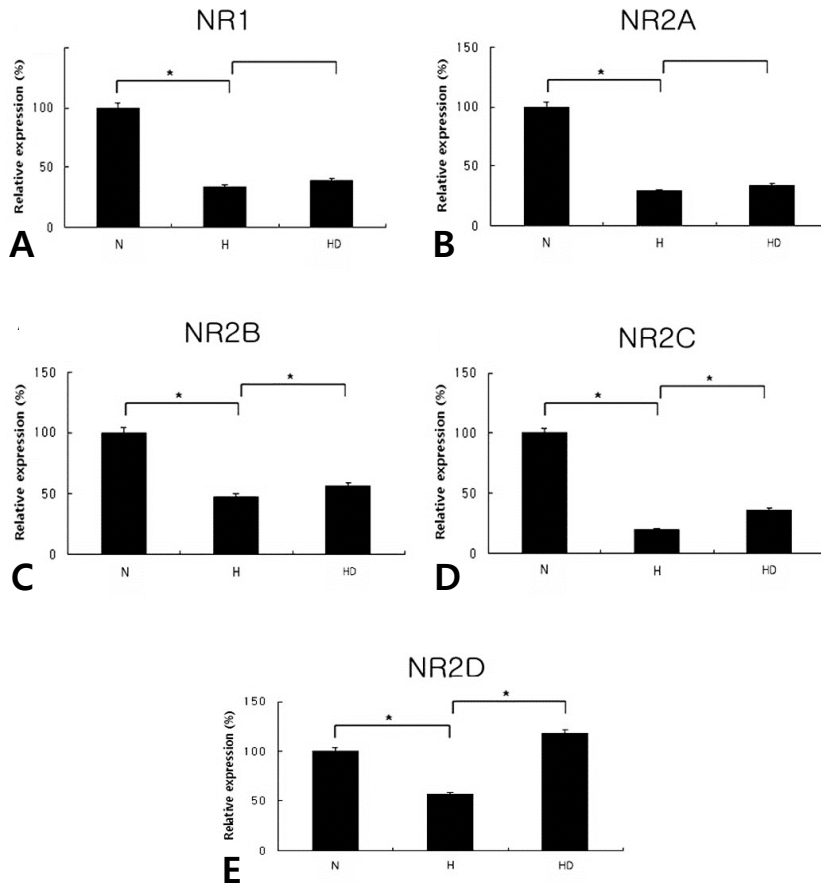 NR1
Relative expression (%)
100
50
0
*
N H HD
A
NR2A
Relative expression (%)
150
100
50
0
*
N H HD
B
NR2B
Relative expression (%)
150
100
50
0
* *
N H HD
C
NR2C
Relative expression (%)
150
100
50
0
* *
N H HD
D
NR2D
Relative expression (%)
150
100
50
0
* *
N H HD
E